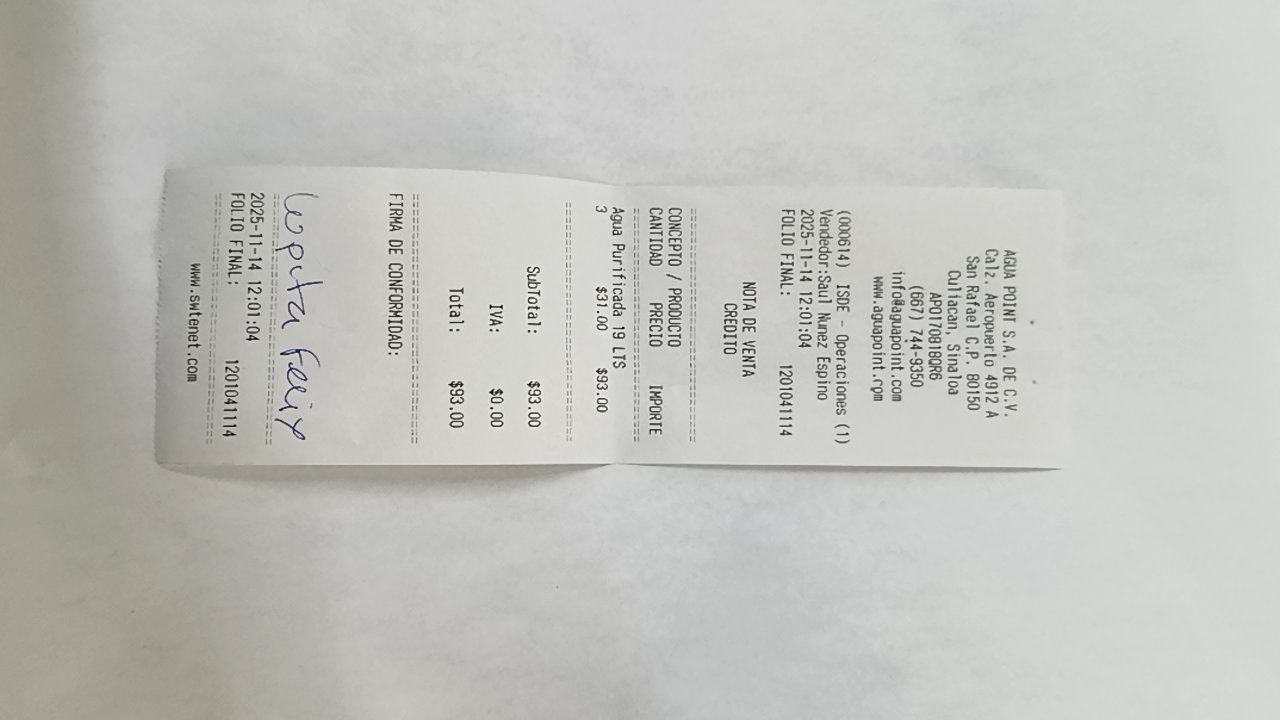 AGUA POINT S.A. DE C.V.
Calz. Aeropuerto 4912 A
San Rafael C.P. 80150
Culiacan, Sinaloa
APO170818QR6
(667) 744-9350
info@aguapoint.com
www.aguapoint.com
(000614) ISDE - Operaciones (1)
Vendedor:Saul Nunez Espino
2025-11-14 12:01:04
FOLIO FINAL: 1201041114
NOTA DE VENTA
CREDITO
CONCEPTO / PRODUCTO
CANTIDAD PRECIO IMPORTE
Agua Purificada 19 LTS
3 $31.00 $93.00
SubTotal: $93.00
IVA: $0.00
Total: $93.00
FIRMA DE CONFORMIDAD:
Lupita Felix
2025-11-14 12:01:04
FOLIO FINAL: 1201041114
www.swtenet.com